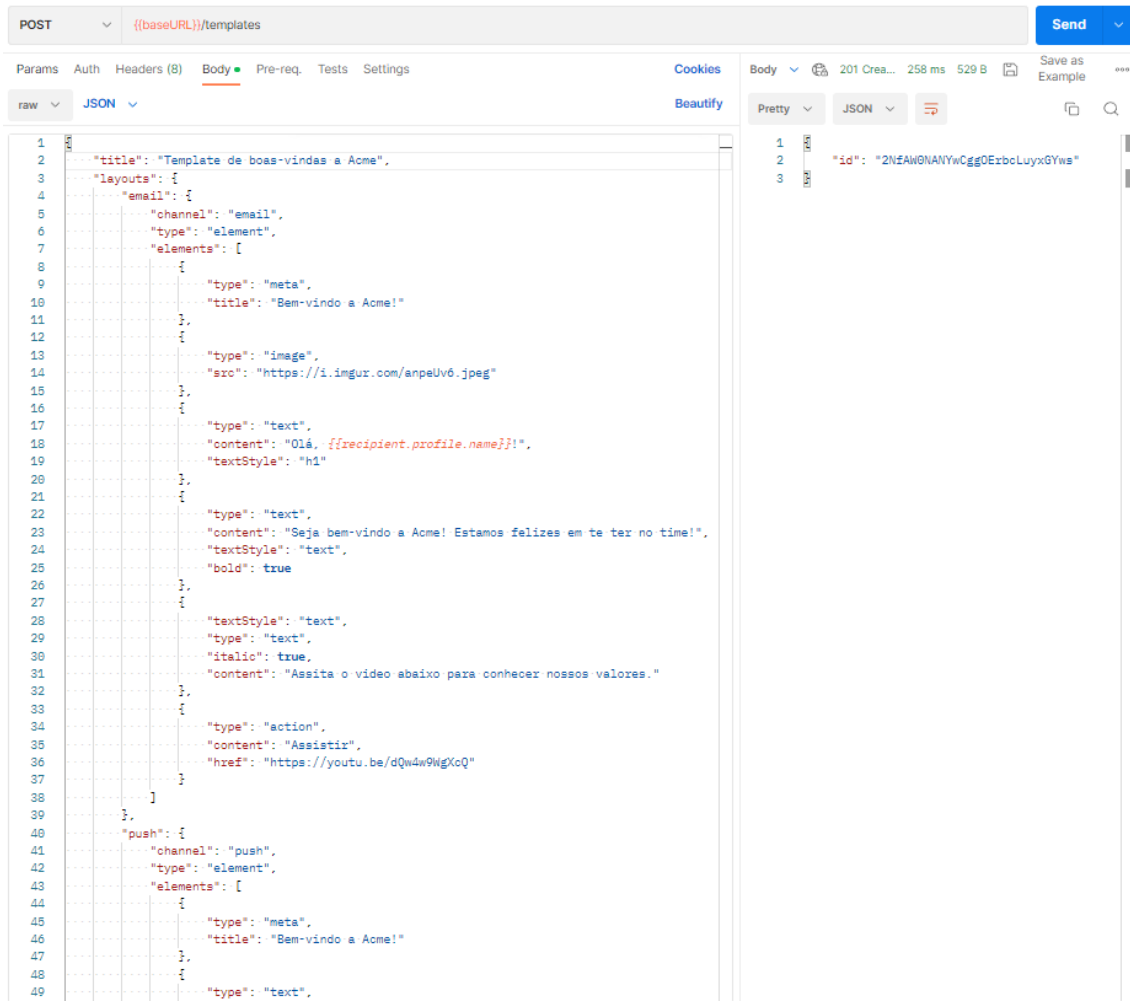 POST {{baseURL}}/templates Send
Params Auth Headers (8) Body Pre-req. Tests Settings Cookies
raw JSON Beautify
1 {
2 "title": "Template de boas-vindas a Acme",
3 "layouts": {
4 "email": {
5 "channel": "email",
6 "type": "element",
7 "elements": [
8 {
9 "type": "meta",
10 "title": "Bem-vindo a Acme!"
11 },
12 {
13 "type": "image",
14 "src": "https://i.imgur.com/anpeUv6.jpeg"
15 },
16 {
17 "type": "text",
18 "content": "Olá, {{recipient.profile.name}}!",
19 "textStyle": "h1"
20 },
21 {
22 "type": "text",
23 "content": "Seja bem-vindo a Acme! Estamos felizes em te ter no time!",
24 "textStyle": "text",
25 "bold": true
26 },
27 {
28 "textStyle": "text",
29 "type": "text",
30 "italic": true,
31 "content": "Assita o video abaixo para conhecer nossos valores."
32 },
33 {
34 "type": "action",
35 "content": "Assistir",
36 "href": "https://youtu.be/dQw4w9WgXcQ"
37 }
38 ]
39 },
40 "push": {
41 "channel": "push",
42 "type": "element",
43 "elements": [
44 {
45 "type": "meta",
46 "title": "Bem-vindo a Acme!"
47 },
48 {
49 "type": "text",
Body 201 Crea... 258 ms 529 B Save as
Example
Pretty JSON
1 {
2 "id": "2NfAW0NANYwCggOErbcLuyxGYws"
3 }